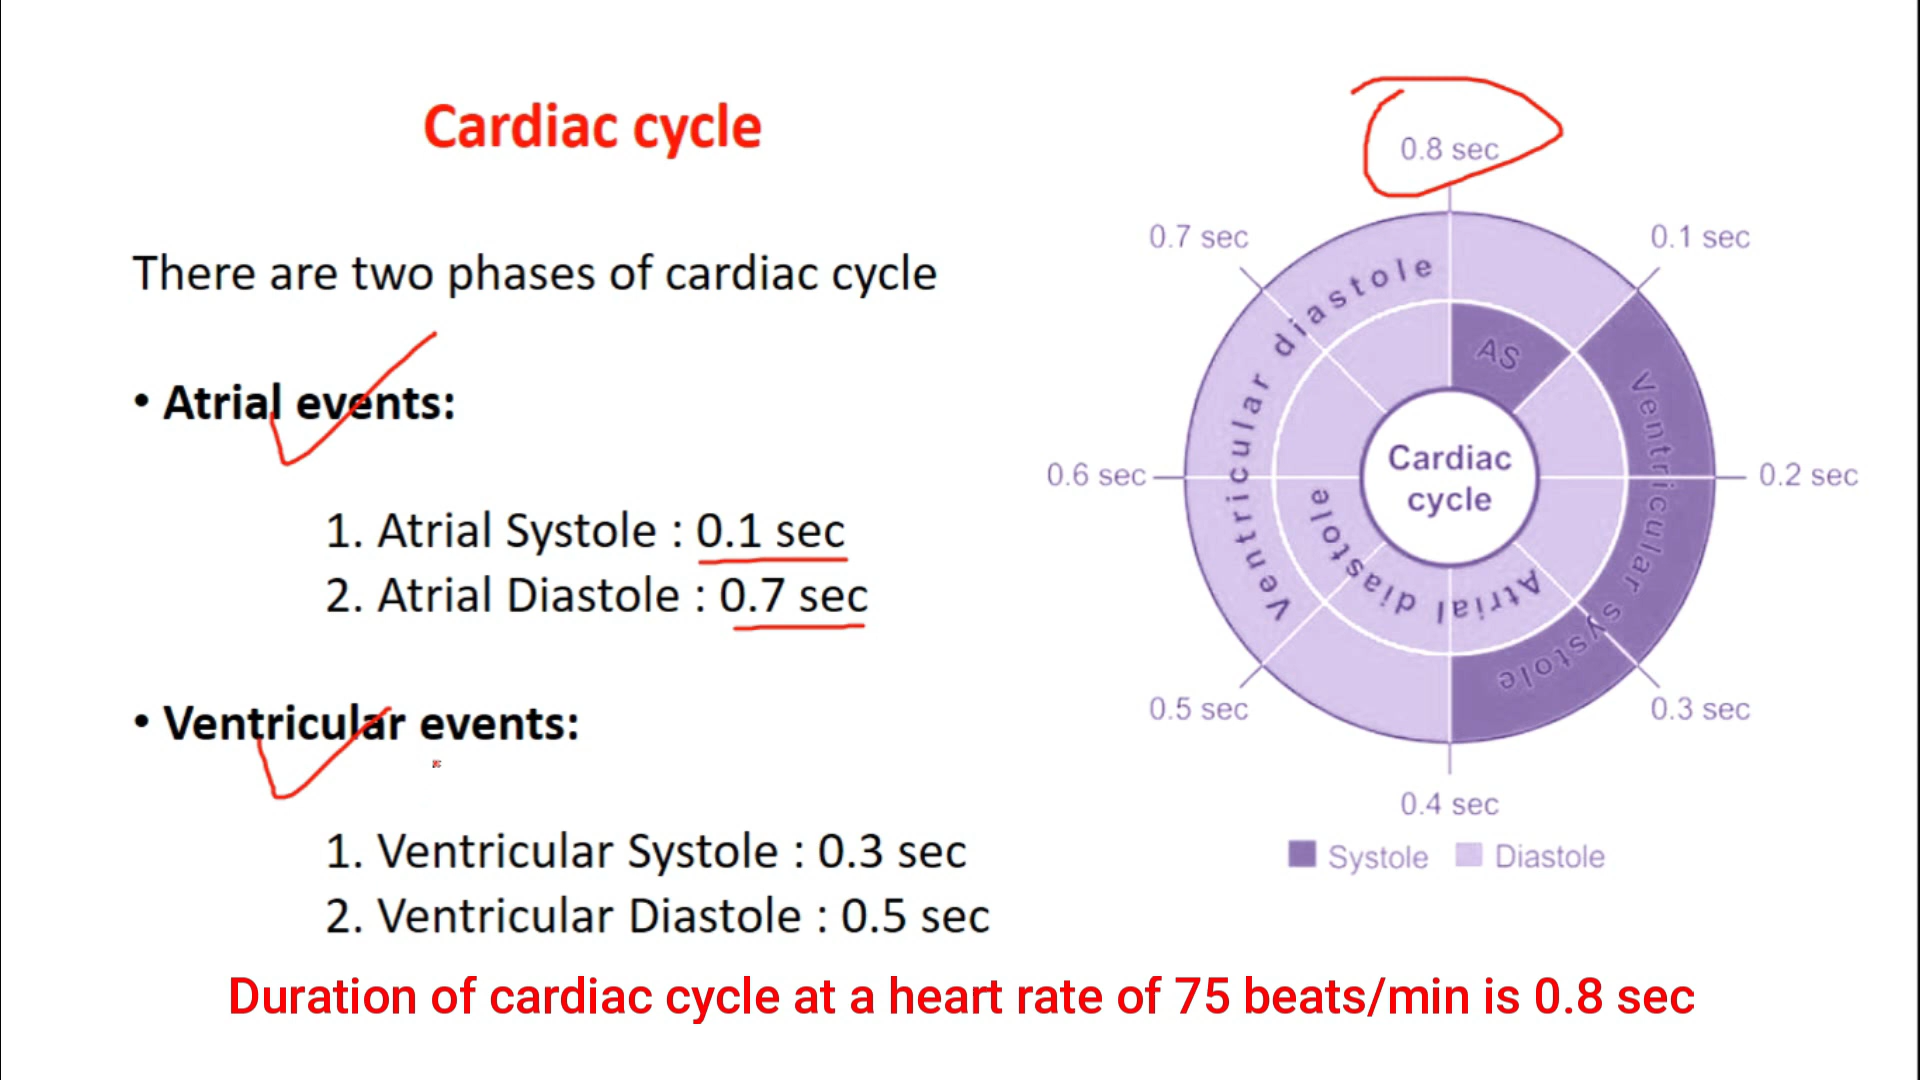 Cardiac cycle
There are two phases of cardiac cycle
• Atrial events:
1. Atrial Systole : 0.1 sec
2. Atrial Diastole : 0.7 sec
• Ventricular events:
1. Ventricular Systole : 0.3 sec
2. Ventricular Diastole : 0.5 sec
0.8 sec
0.1 sec
0.2 sec
0.3 sec
0.4 sec
0.5 sec
0.6 sec
0.7 sec
Ventricular diastole
AS
Ventricular systole
Atrial diastole
Cardiac
cycle
Systole Diastole
Duration of cardiac cycle at a heart rate of 75 beats/min is 0.8 sec